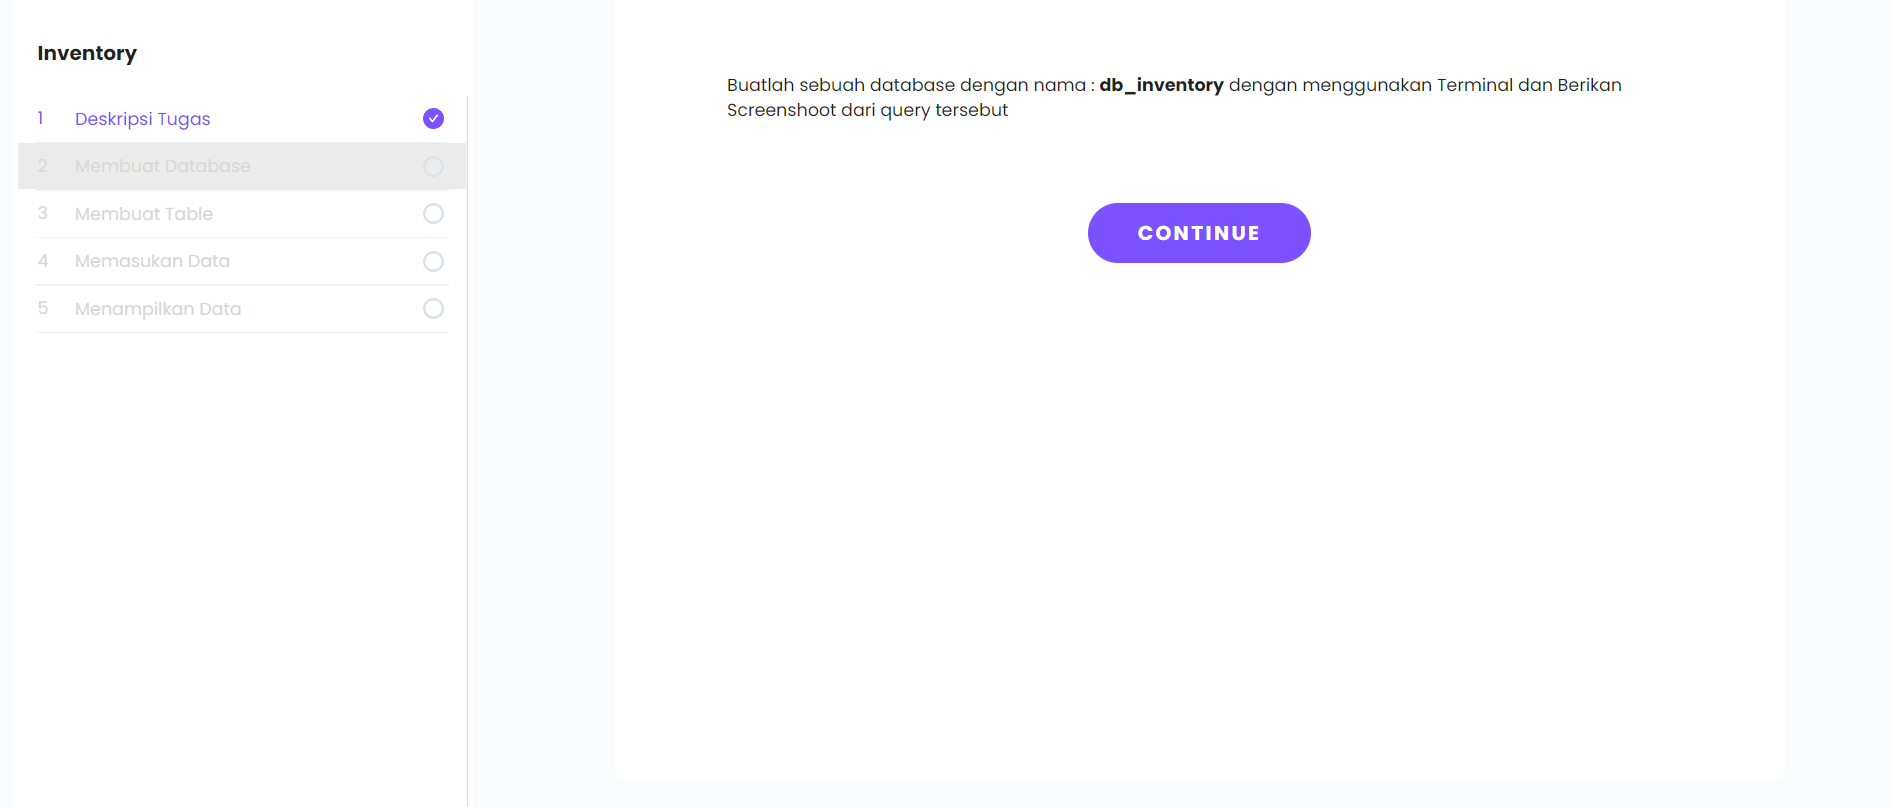 Inventory
1 Deskripsi Tugas
2 Membuat Database
3 Membuat Table
4 Memasukan Data
5 Menampilkan Data
Buatlah sebuah database dengan nama : db_inventory dengan menggunakan Terminal dan Berikan
Screenshoot dari query tersebut
CONTINUE